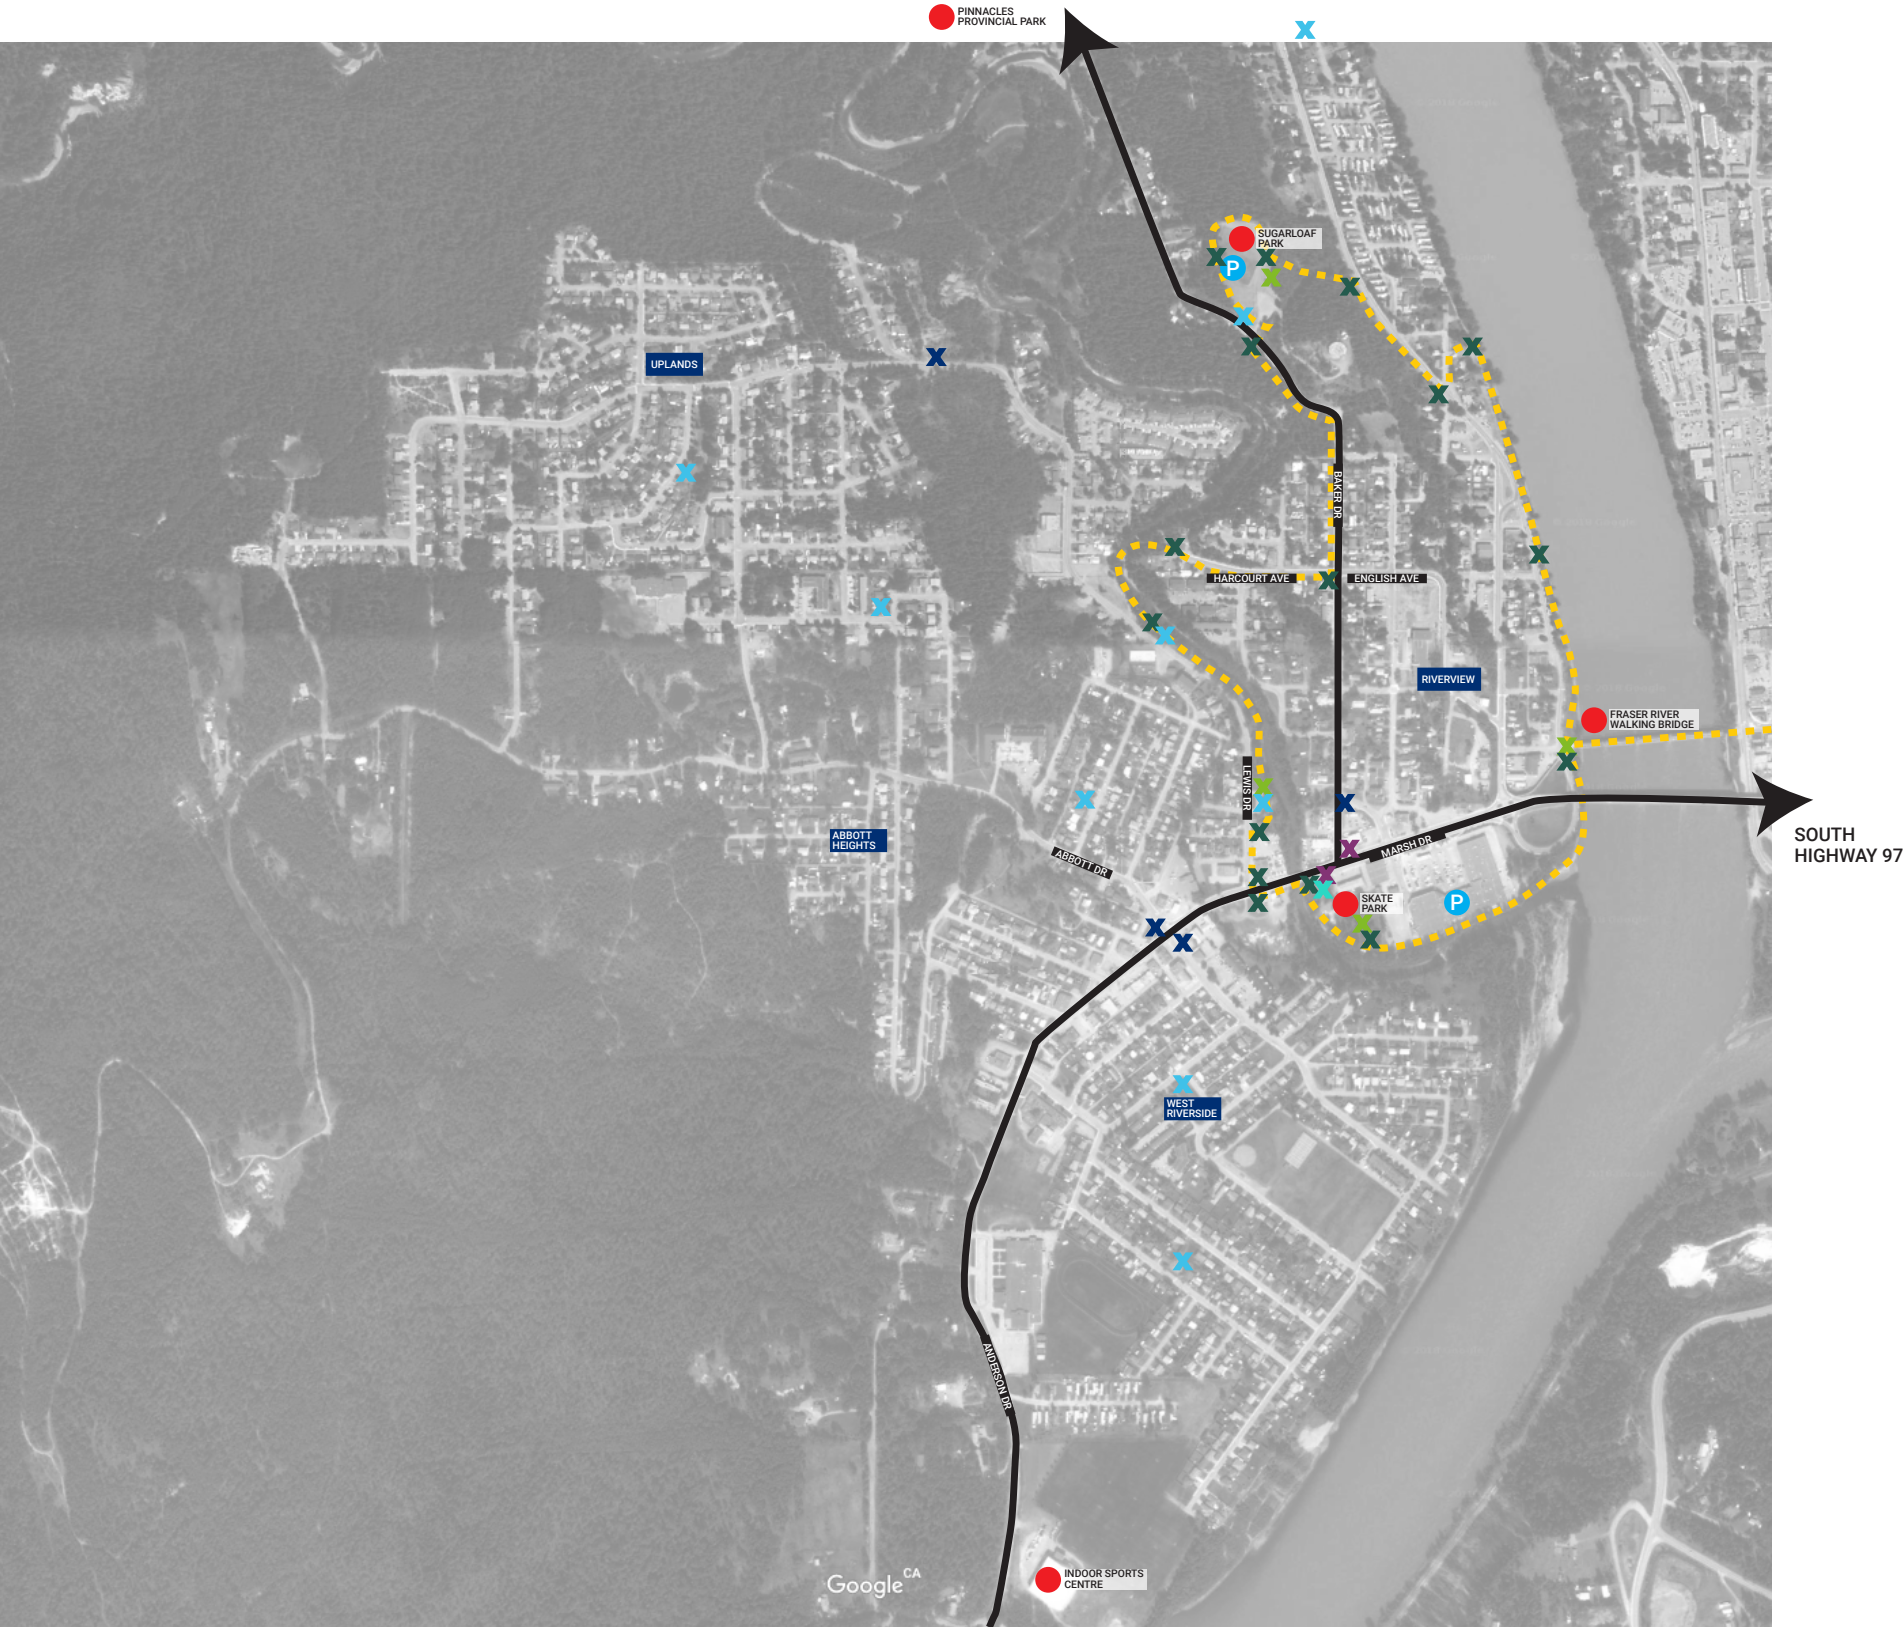 PINNACLES
PROVINCIAL PARK
SUGARLOAF
PARK
P
UPLANDS
BAKER DR
HARCOURT AVE
ENGLISH AVE
RIVERVIEW
FRASER RIVER
WALKING BRIDGE
LEWIS DR
SOUTH
HIGHWAY 97
ABBOTT
HEIGHTS
ABBOTT DR
MARSH DR
SKATE
PARK
P
WEST
RIVERSIDE
ANDERSON DR
INDOOR SPORTS
CENTRE
Google CA